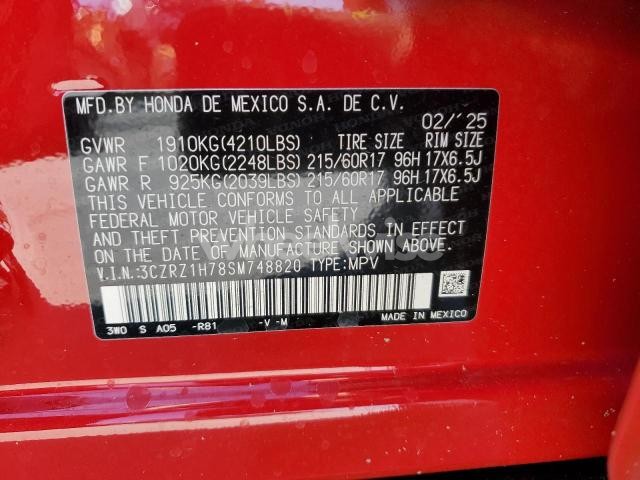 MFD.BY HONDA DE MEXICO S.A. DE C.V.
02/'25
GVWR 1910KG(4210LBS) TIRE SIZE RIM SIZE
GAWR F 1020KG(2248LBS) 215/60R17 96H 17X6.5J
GAWR R 925KG(2039LBS) 215/60R17 96H 17X6.5J
THIS VEHICLE CONFORMS TO ALL APPLICABLE
FEDERAL MOTOR VEHICLE SAFETY
AND THEFT PREVENTION STANDARDS IN EFFECT
ON THE DATE OF MANUFACTURE SHOWN ABOVE.
V.I.N.:3CZRZ1H78SM748820 TYPE:MPV
3W0 S A05 -R81 -V -M
MADE IN MEXICO